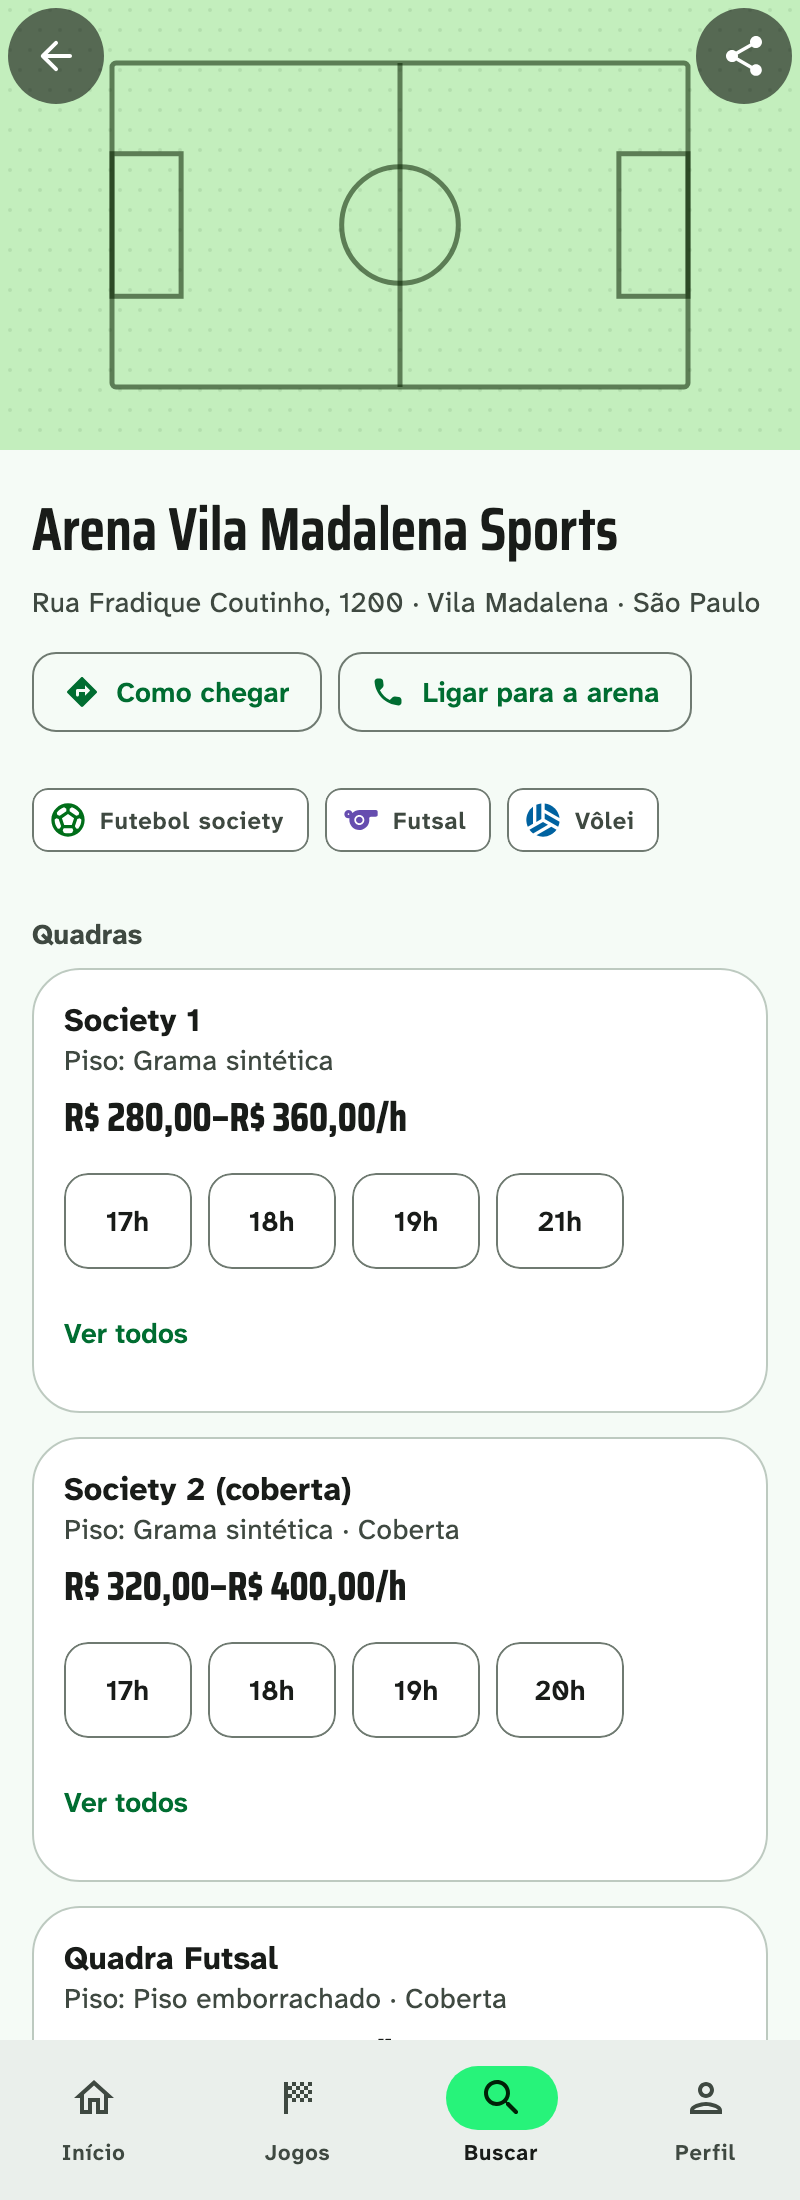 Arena Vila Madalena Sports
Rua Fradique Coutinho, 1200 · Vila Madalena · São Paulo
Como chegar
Ligar para a arena
Futebol society
Futsal
Vôlei
Quadras
Society 1
Piso: Grama sintética
R$ 280,00–R$ 360,00/h
17h
18h
19h
21h
Ver todos
Society 2 (coberta)
Piso: Grama sintética · Coberta
R$ 320,00–R$ 400,00/h
17h
18h
19h
20h
Ver todos
Quadra Futsal
Piso: Piso emborrachado · Coberta
Início
Jogos
Buscar
Perfil